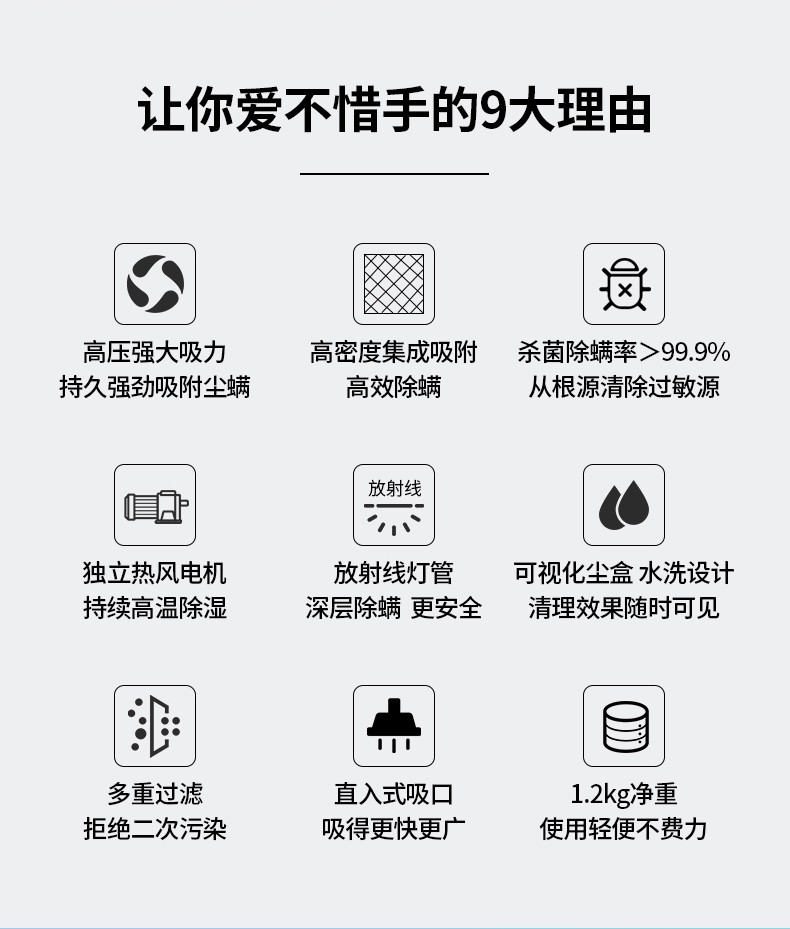 让你爱不惜手的9大理由
高压强大吸力
持久强劲吸附尘螨
高密度集成吸附
高效除螨
杀菌除螨率＞99.9%
从根源清除过敏源
独立热风电机
持续高温除湿
放射线
放射线灯管
深层除螨 更安全
可视化尘盒 水洗设计
清理效果随时可见
多重过滤
拒绝二次污染
直入式吸口
吸得更快更广
1.2kg净重
使用轻便不费力